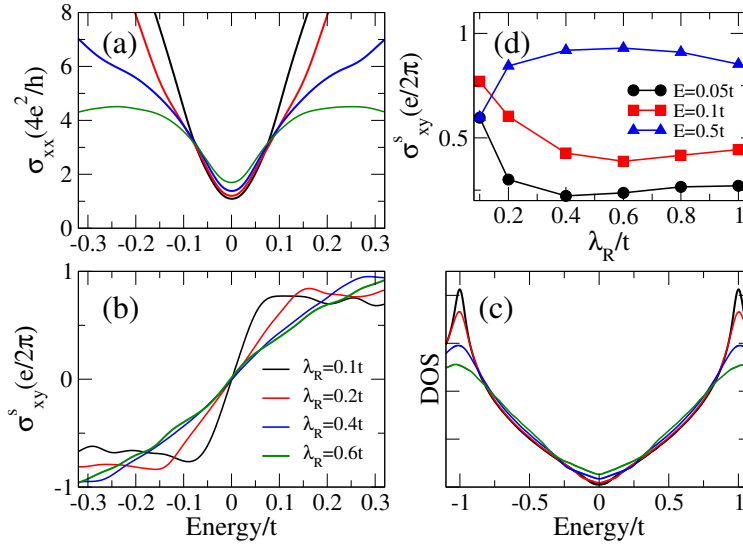 (a)
σxx(4e²/h)
8
6
4
2
0
-0.3 -0.2 -0.1 0 0.1 0.2 0.3
(d)
σˢxy(e/2π)
1
0.5
E=0.05t
E=0.1t
E=0.5t
0.2 0.4 0.6 0.8 1
λR/t
(b)
σˢxy(e/2π)
1
0
-1
λR=0.1t
λR=0.2t
λR=0.4t
λR=0.6t
-0.3 -0.2 -0.1 0 0.1 0.2 0.3
Energy/t
(c)
DOS
-1 -0.5 0 0.5 1
Energy/t